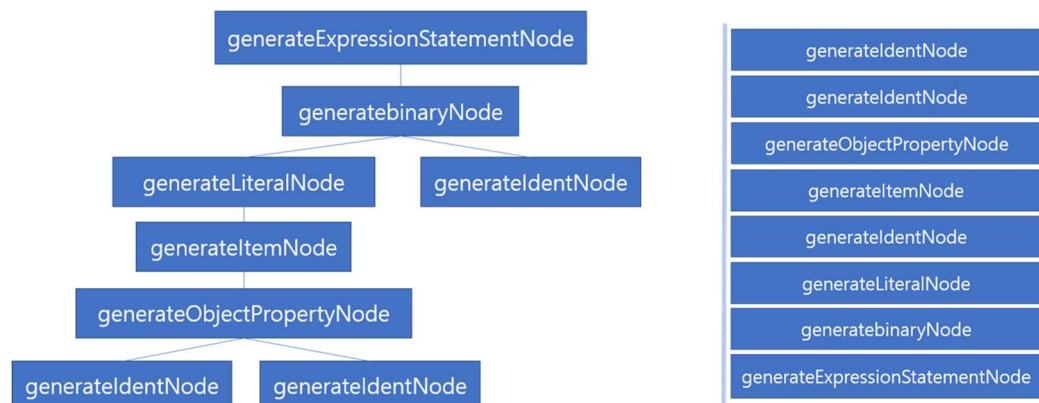 generateExpressionStatementNode
generatebinaryNode
generateLiteralNode
generateIdentNode
generateItemNode
generateObjectPropertyNode
generateIdentNode
generateIdentNode
generateIdentNode
generateIdentNode
generateObjectPropertyNode
generateItemNode
generateIdentNode
generateLiteralNode
generatebinaryNode
generateExpressionStatementNode